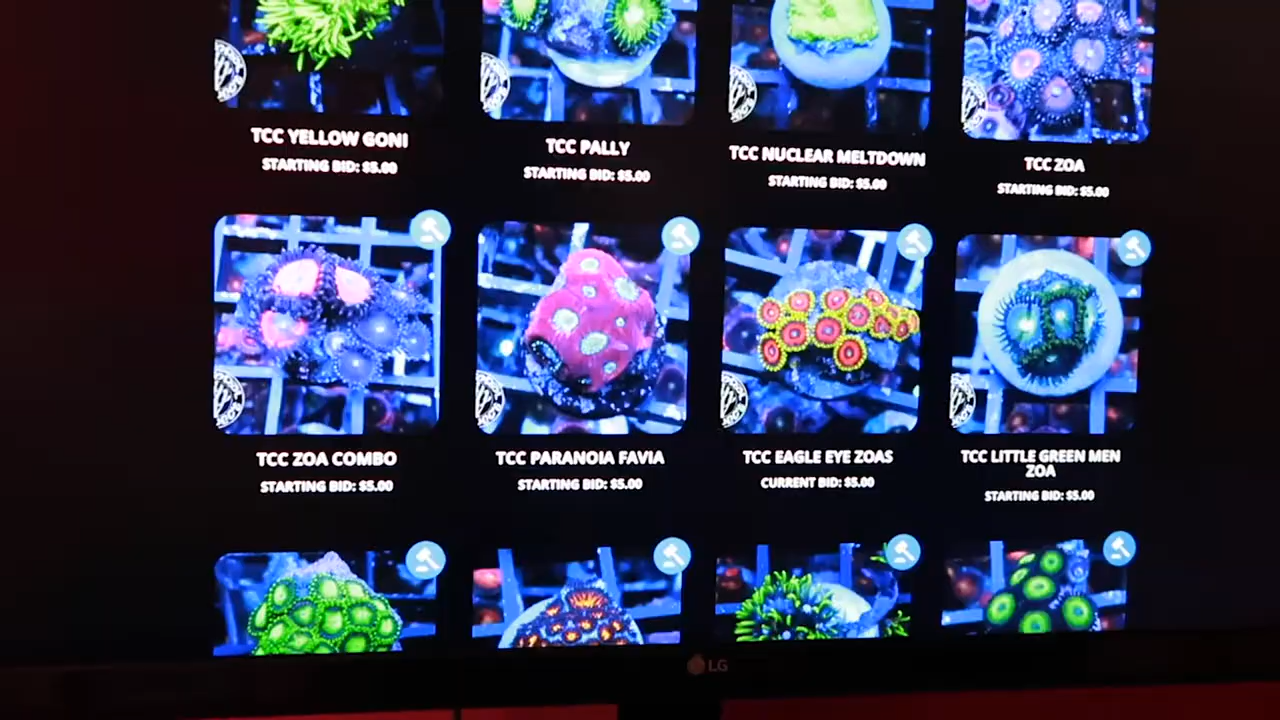 TCC YELLOW GONI
STARTING BID: $5.00
TCC PALLY
STARTING BID: $5.00
TCC NUCLEAR MELTDOWN
STARTING BID: $5.00
TCC ZOA
STARTING BID: $5.00
TCC ZOA COMBO
STARTING BID: $5.00
TCC PARANOIA FAVIA
STARTING BID: $5.00
TCC EAGLE EYE ZOAS
CURRENT BID: $5.00
TCC LITTLE GREEN MEN
ZOA
STARTING BID: $5.00
LG